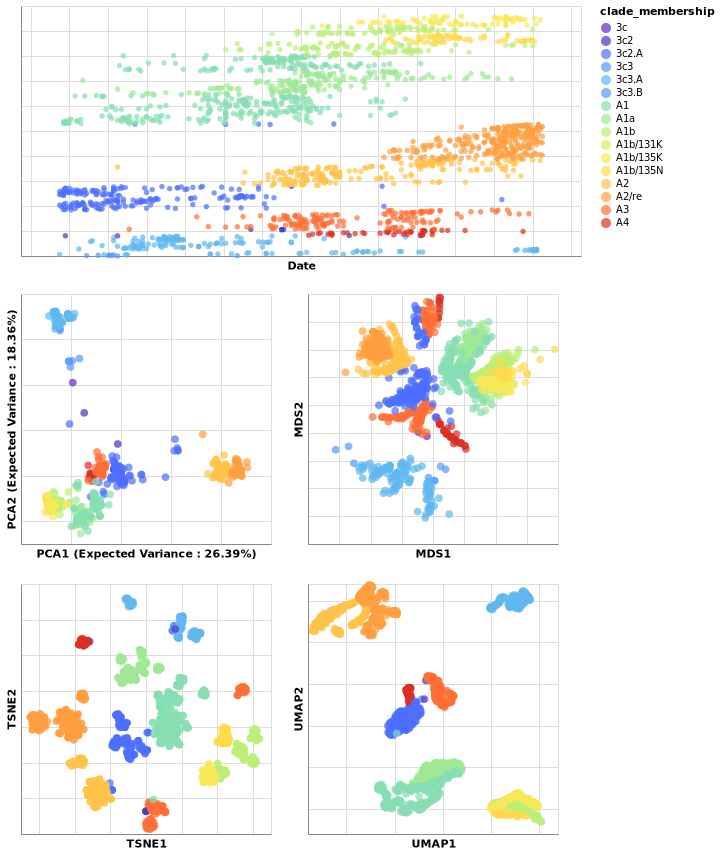 clade_membership
3c
3c2
3c2.A
3c3
3c3.A
3c3.B
A1
A1a
A1b
A1b/131K
A1b/135K
A1b/135N
A2
A2/re
A3
A4
Date
PCA2 (Expected Variance : 18.36%)
PCA1 (Expected Variance : 26.39%)
MDS2
MDS1
TSNE2
TSNE1
UMAP2
UMAP1